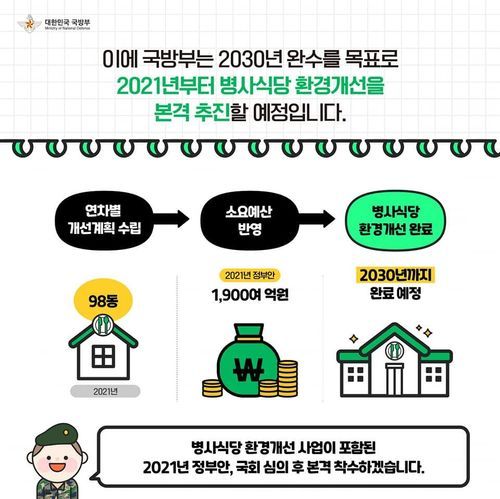 대한민국 국방부
Ministry of National Defense
이에 국방부는 2030년 완수를 목표로
2021년부터 병사식당 환경개선을
본격 추진할 예정입니다.
연차별
개선계획 수립
소요예산
반영
병사식당
환경개선 완료
98동
2021년
2021년 정부안
1,900여 억원
₩
2030년까지
완료 예정
병사식당 환경개선 사업이 포함된
2021년 정부안, 국회 심의 후 본격 착수하겠습니다.